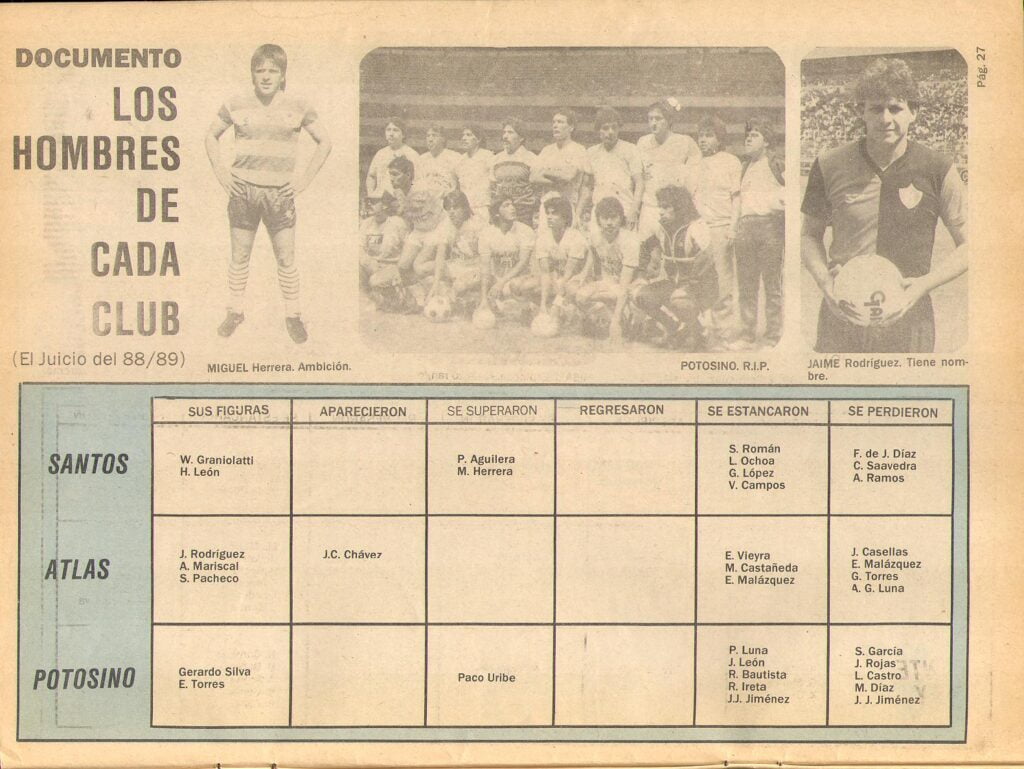 Pág. 27
DOCUMENTO
LOS
HOMBRES
DE
CADA
CLUB
(El Juicio del 88/89)
MIGUEL Herrera. Ambición.
POTOSINO. R.I.P.
JAIME Rodríguez. Tiene nom-
bre.
SUS FIGURAS APARECIERON SE SUPERARON REGRESARON SE ESTANCARON SE PERDIERON
SANTOS
W. Graniolatti
H. León
P. Aguilera
M. Herrera
S. Román
L. Ochoa
G. López
V. Campos
F. de J. Díaz
C. Saavedra
A. Ramos
ATLAS
J. Rodríguez
A. Mariscal
S. Pacheco
J.C. Chávez
E. Vieyra
M. Castañeda
E. Malázquez
J. Casellas
E. Malázquez
G. Torres
A. G. Luna
POTOSINO
Gerardo Silva
E. Torres
Paco Uribe
P. Luna
J. León
R. Bautista
R. Ireta
J.J. Jiménez
S. García
J. Rojas
L. Castro
M. Díaz
J. J. Jiménez